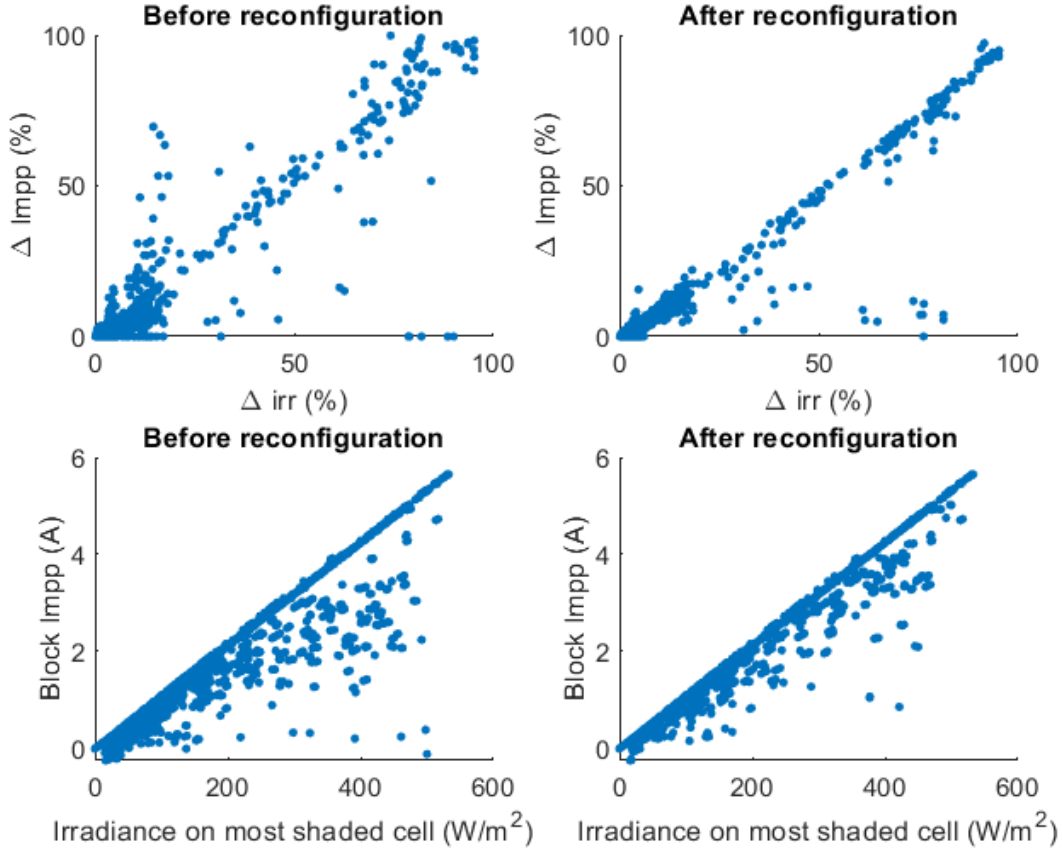 Before reconfiguration
100
50
0
Δ Impp (%)
0
50
100
Δ irr (%)
After reconfiguration
100
50
0
Δ Impp (%)
0
50
100
Δ irr (%)
Before reconfiguration
6
4
2
0
Block Impp (A)
0
200
400
600
Irradiance on most shaded cell (W/m²)
After reconfiguration
6
4
2
0
Block Impp (A)
0
200
400
600
Irradiance on most shaded cell (W/m²)